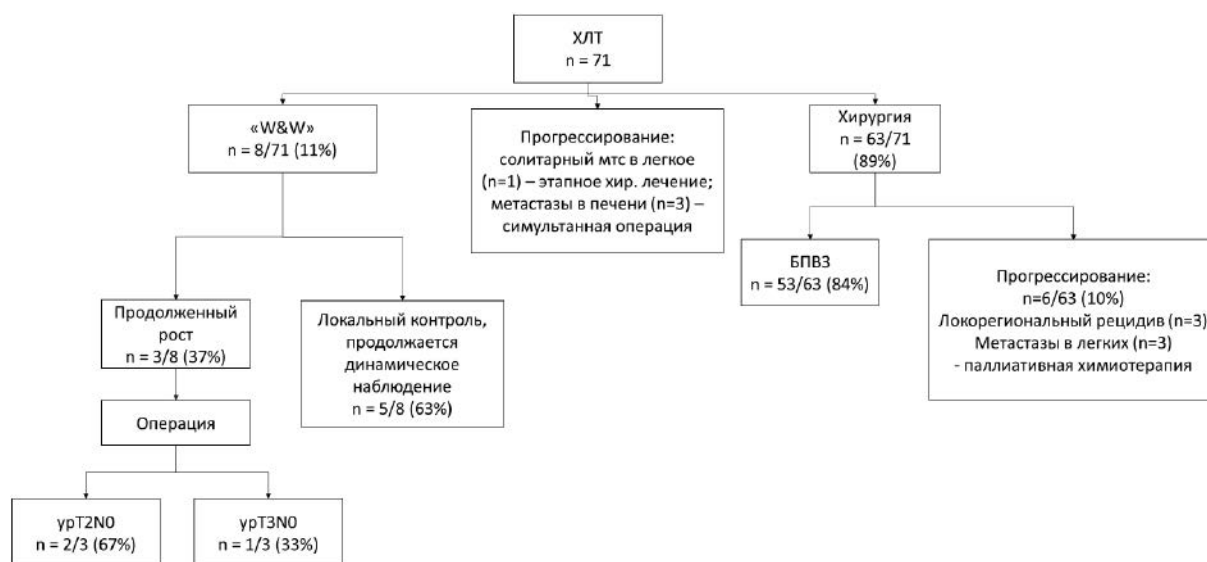 ХЛТ
n = 71
«W&W»
n = 8/71 (11%)
Прогрессирование:
солитарный мтс в легкое
(n=1) – этапное хир. лечение;
метастазы в печени (n=3) –
симультанная операция
Хирургия
n = 63/71
(89%)
БПВЗ
n = 53/63 (84%)
Прогрессирование:
n=6/63 (10%)
Локорегиональный рецидив (n=3)
Метастазы в легких (n=3)
- паллиативная химиотерапия
Продолженный
рост
n = 3/8 (37%)
Локальный контроль,
продолжается
динамическое
наблюдение
n = 5/8 (63%)
Операция
ypT2N0
n = 2/3 (67%)
ypT3N0
n = 1/3 (33%)